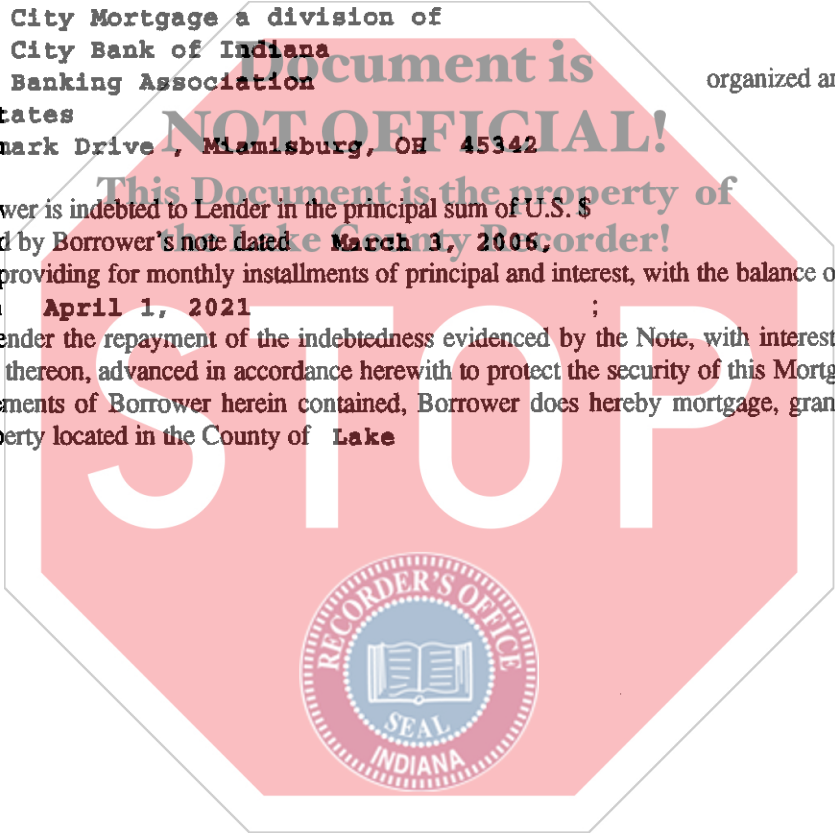 City Mortgage a division of
City Bank of Indiana
Banking Association organized
tates
mark Drive , Miamisburg, OH 45342
wer is indebted to Lender in the principal sum of U.S. $
d by Borrower's note dated March 3, 2006,
providing for monthly installments of principal and interest, with the balance
April 1, 2021 ;
ender the repayment of the indebtedness evidenced by the Note, with interest
thereon, advanced in accordance herewith to protect the security of this Mortg
ments of Borrower herein contained, Borrower does hereby mortgage, gran
erty located in the County of Lake
Document is
NOT OFFICIAL!
This Document is the property of
the Lake County Recorder!
STOP
RECORDER'S OFFICE
SEAL
INDIANA